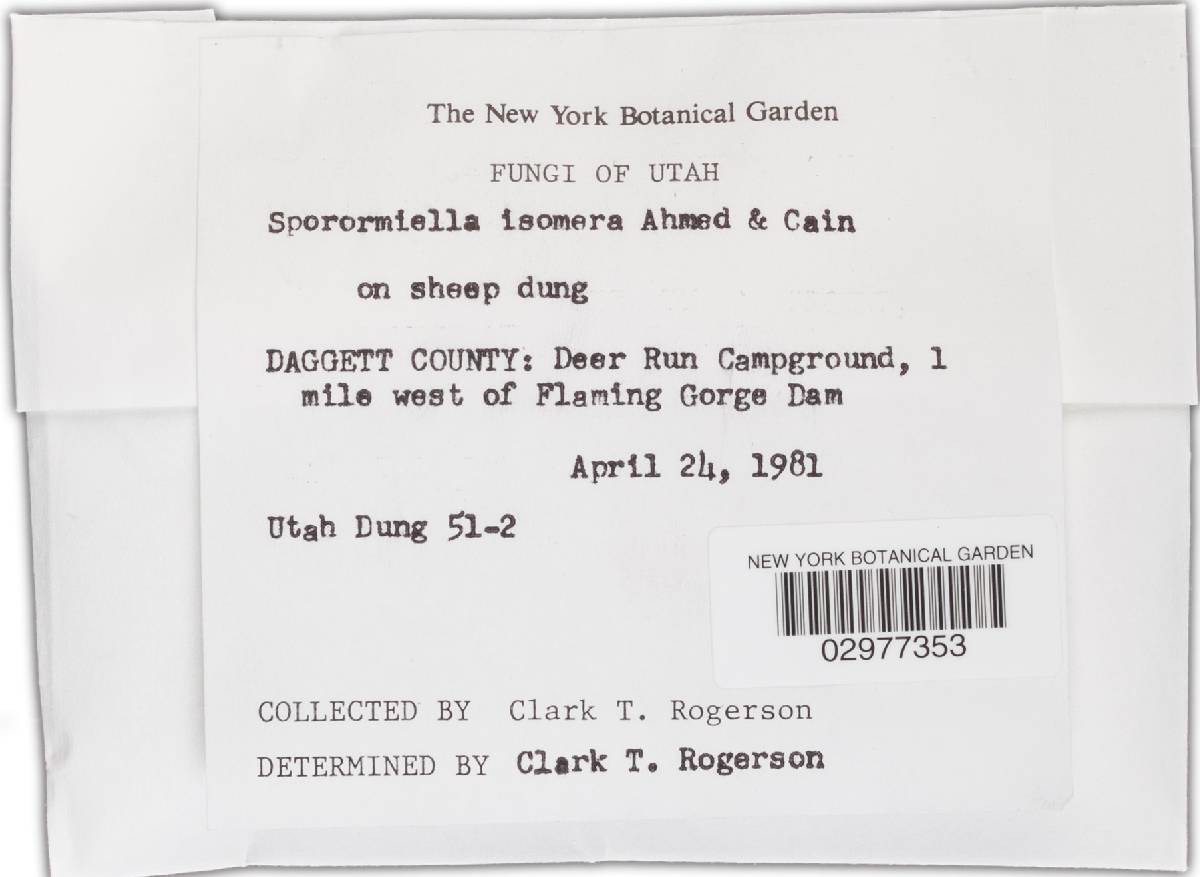 The New York Botanical Garden
FUNGI OF UTAH
Sporormiella isomera Ahmed & Cain
on sheep dung
DAGGETT COUNTY: Deer Run Campground, 1
mile west of Flaming Gorge Dam
April 24, 1981
Utah Dung 51-2
NEW YORK BOTANICAL GARDEN
02977353
COLLECTED BY Clark T. Rogerson
DETERMINED BY Clark T. Rogerson